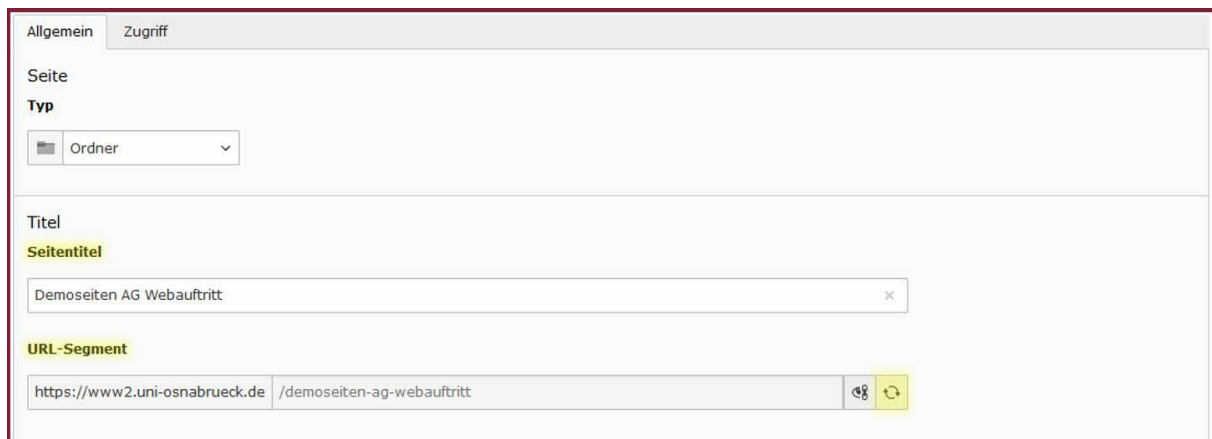 Allgemein Zugriff
Seite
Typ
Ordner
Titel
Seitentitel
Demoseiten AG Webauftritt
URL-Segment
https://www2.uni-osnabrueck.de /demoseiten-ag-webauftritt